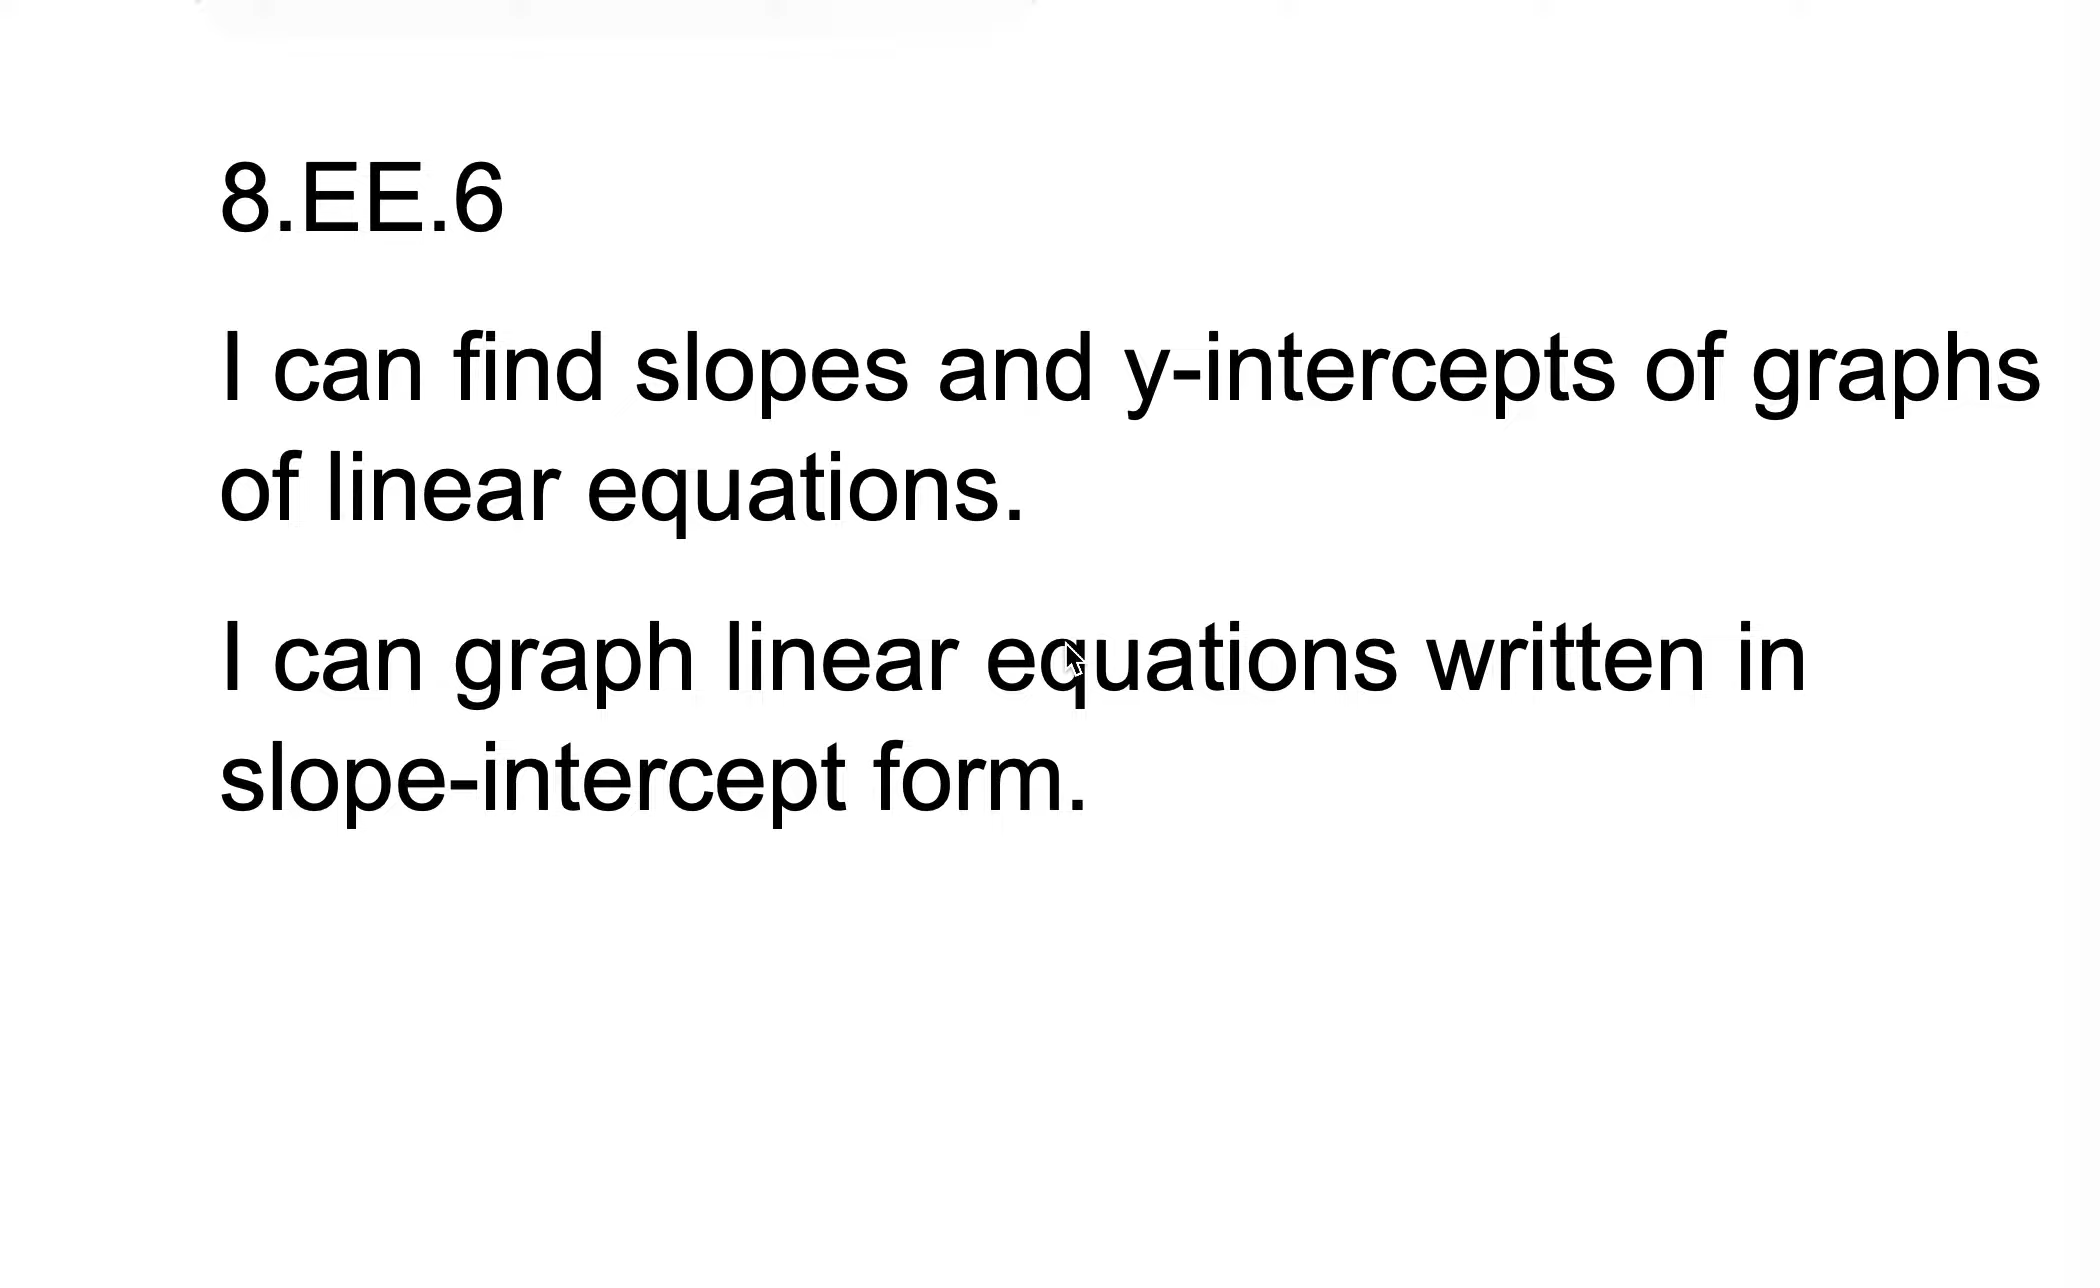 8.EE.6
I can find slopes and y-intercepts of graphs
of linear equations.
I can graph linear equations written in
slope-intercept form.